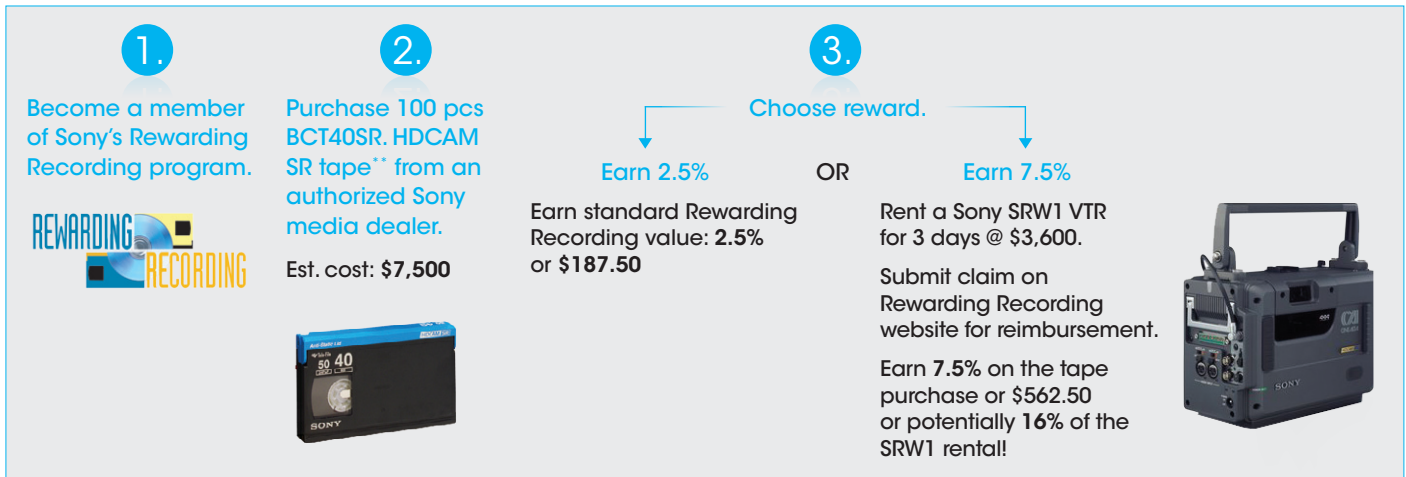 1.
Become a member
of Sony's Rewarding
Recording program.
REWARDING
RECORDING
2.
Purchase 100 pcs
BCT40SR. HDCAM
SR tape** from an
authorized Sony
media dealer.
Est. cost: $7,500
50 40
SONY
3.
Choose reward.
Earn 2.5%
Earn standard Rewarding
Recording value: 2.5%
or $187.50
OR
Earn 7.5%
Rent a Sony SRW1 VTR
for 3 days @ $3,600.
Submit claim on
Rewarding Recording
website for reimbursement.
Earn 7.5% on the tape
purchase or $562.50
or potentially 16% of the
SRW1 rental!
SONY